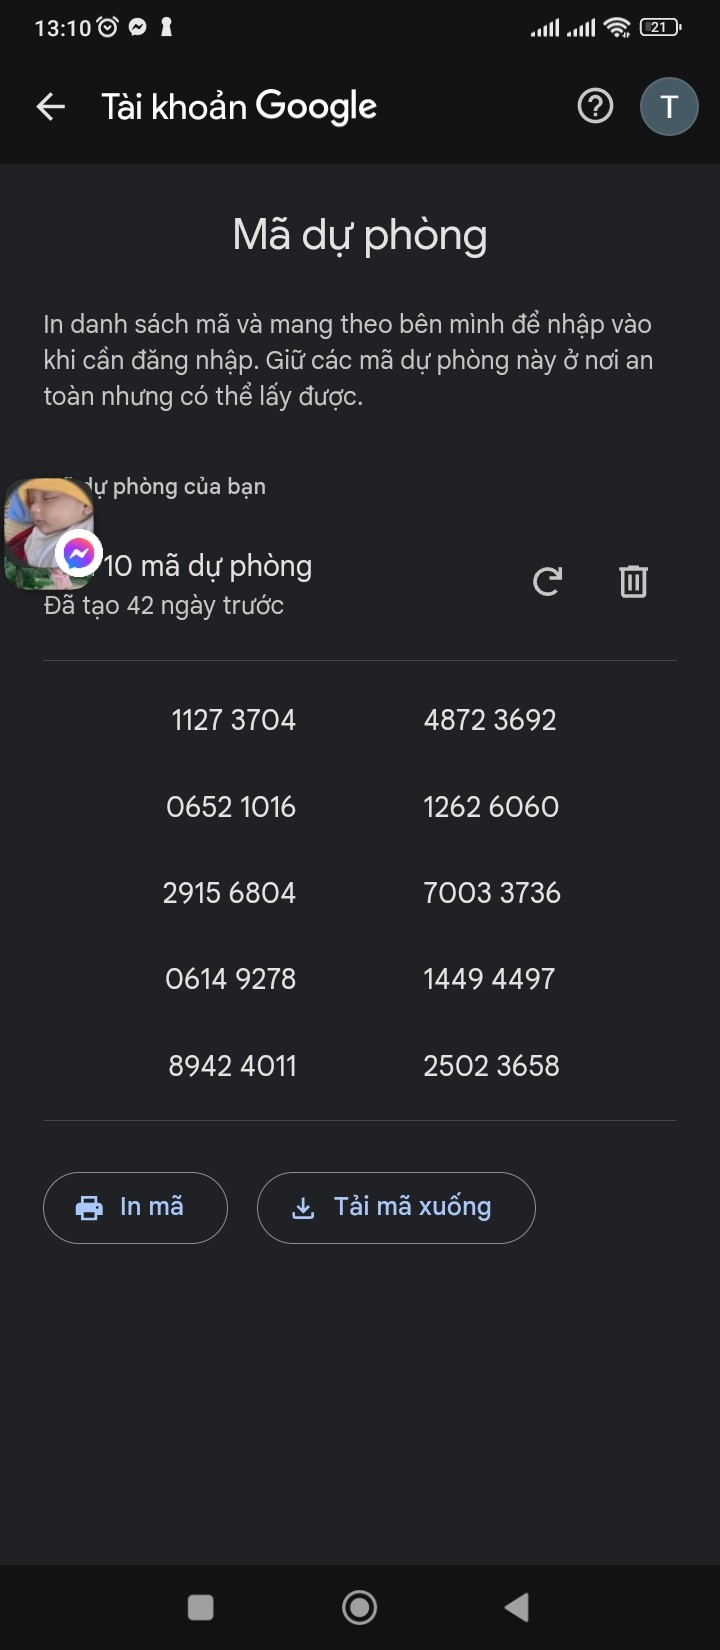 13:10
21
Tài khoản Google
T
Mã dự phòng
In danh sách mã và mang theo bên mình để nhập vào
khi cần đăng nhập. Giữ các mã dự phòng này ở nơi an
toàn nhưng có thể lấy được.
dự phòng của bạn
10 mã dự phòng
Đã tạo 42 ngày trước
1127 3704 4872 3692
0652 1016 1262 6060
2915 6804 7003 3736
0614 9278 1449 4497
8942 4011 2502 3658
In mã Tải mã xuống